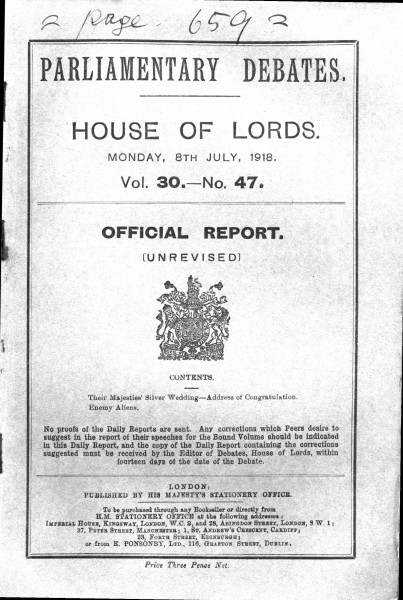 page. 659
PARLIAMENTARY DEBATES.
HOUSE OF LORDS.
MONDAY, 8TH JULY, 1918.
Vol. 30.—No. 47.
OFFICIAL REPORT.
[UNREVISED]
CONTENTS.
Their Majesties' Silver Wedding—Address of Congratulation.
Enemy Aliens.
No proofs of the Daily Reports are sent. Any corrections which Peers desire to
suggest in the report of their speeches for the Bound Volume should be indicated
in this Daily Report, and the copy of the Daily Report containing the corrections
suggested must be received by the Editor of Debates, House of Lords, within
fourteen days of the date of the Debate.
LONDON:
PUBLISHED BY HIS MAJESTY'S STATIONERY OFFICE.
To be purchased through any Bookseller or directly from
H.M. STATIONERY OFFICE at the following addresses:
IMPERIAL HOUSE, KINGSWAY, LONDON, W.C. 2, and 28, ABINGDON STREET, LONDON, S.W. 1;
37, PETER STREET, MANCHESTER; 1, ST. ANDREW'S CRESCENT, CARDIFF;
23, FORTH STREET, EDINBURGH;
or from E. PONSONBY, LTD., 116, GRAFTON STREET, DUBLIN.
Price Three Pence Net.